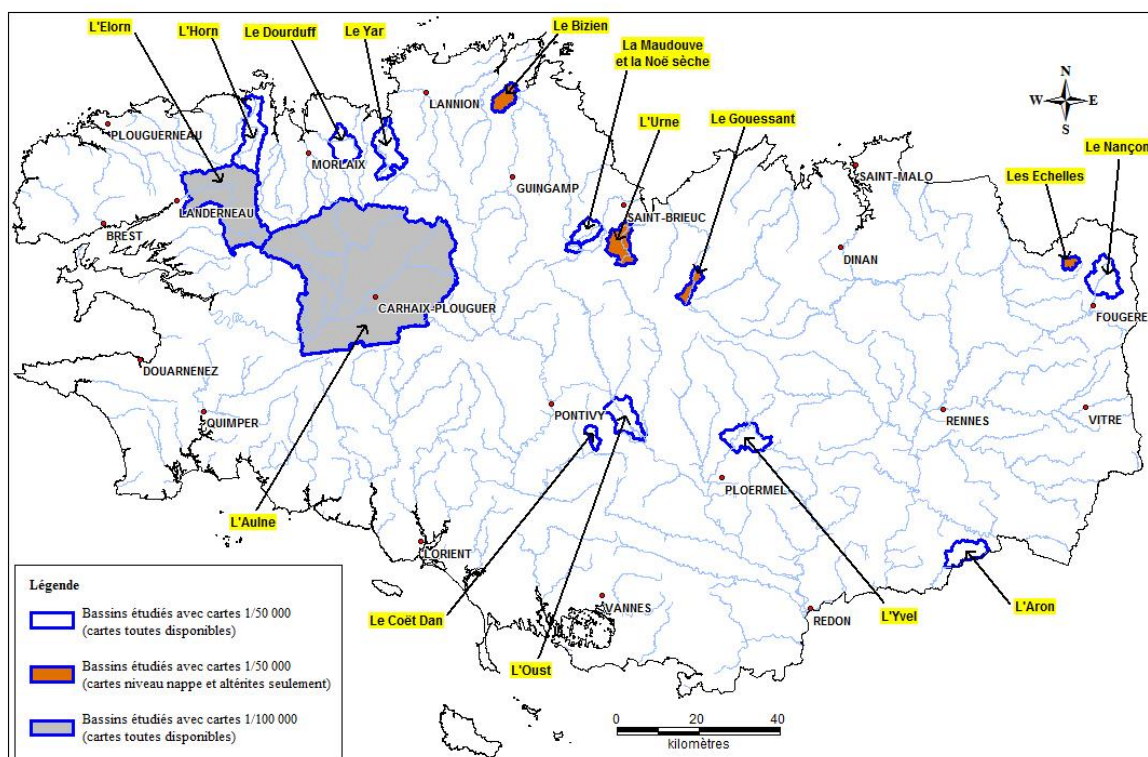 L'Elorn
L'Horn
Le Dourduff
Le Yar
Le Bizien
La Maudouve
et la Noë sèche
L'Urne
Le Gouessant
Les Echelles
Le Nançon
N
W E
S
PLOUGUERNEAU
LANNION
MORLAIX
GUINGAMP
SAINT-BRIEUC
SAINT-MALO
LANDERNEAU
BREST
DINAN
FOUGERE
CARHAIX-PLOUGUER
DOUARNENEZ
QUIMPER
PONTIVY
RENNES
VITRE
PLOERMEL
L'Aulne
LORIENT
VANNES
REDON
Le Coët Dan
L'Oust
L'Yvel
L'Aron
Légende
Bassins étudiés avec cartes 1/50 000
(cartes toutes disponibles)
Bassins étudiés avec cartes 1/50 000
(cartes niveau nappe et altérites seulement)
Bassins étudiés avec cartes 1/100 000
(cartes toutes disponibles)
0 20 40
kilomètres